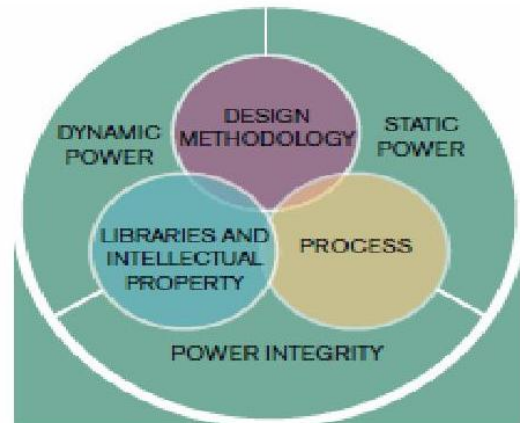 DESIGN
METHODOLOGY
DYNAMIC
POWER
STATIC
POWER
LIBRARIES AND
INTELLECTUAL
PROPERTY
PROCESS
POWER INTEGRITY